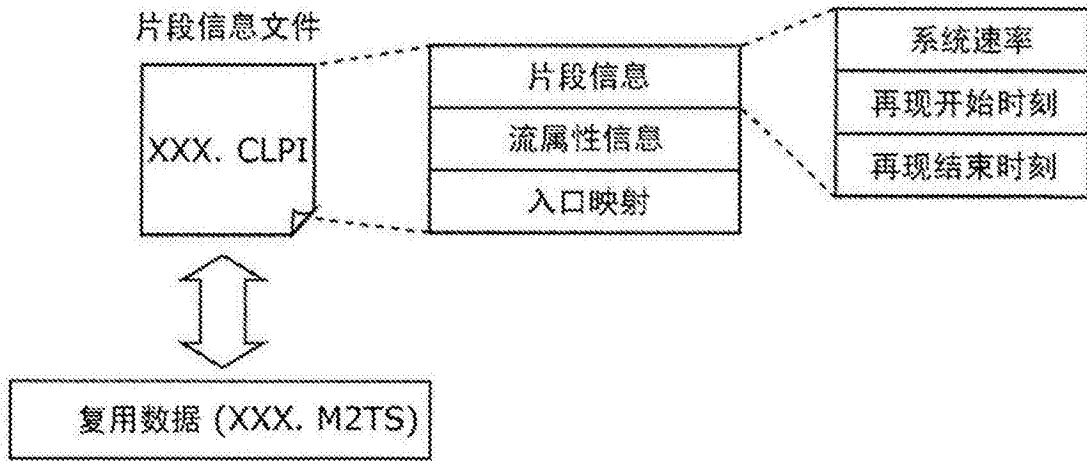 片段信息文件
XXX. CLPI
片段信息
流属性信息
入口映射
系统速率
再现开始时刻
再现结束时刻
复用数据 (XXX. M2TS)